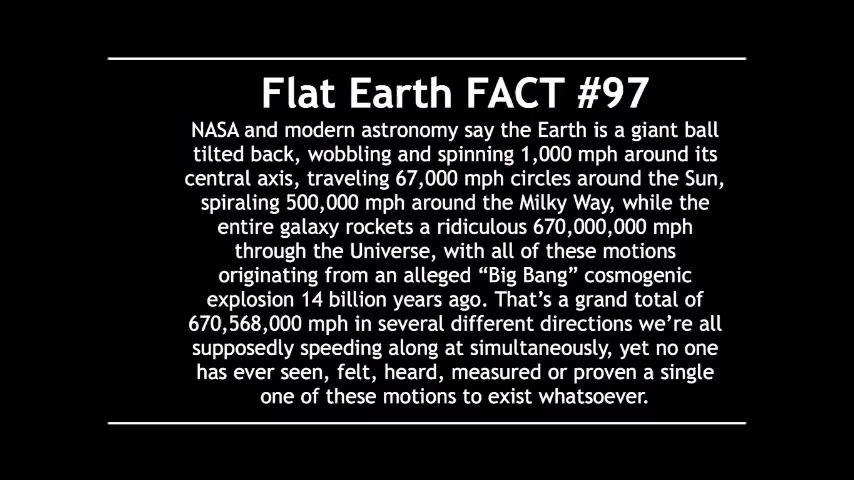 Flat Earth FACT #97
NASA and modern astronomy say the Earth is a giant ball
tilted back, wobbling and spinning 1,000 mph around its
central axis, traveling 67,000 mph circles around the Sun,
spiraling 500,000 mph around the Milky Way, while the
entire galaxy rockets a ridiculous 670,000,000 mph
through the Universe, with all of these motions
originating from an alleged “Big Bang” cosmogenic
explosion 14 billion years ago. That’s a grand total of
670,568,000 mph in several different directions we’re all
supposedly speeding along at simultaneously, yet no one
has ever seen, felt, heard, measured or proven a single
one of these motions to exist whatsoever.